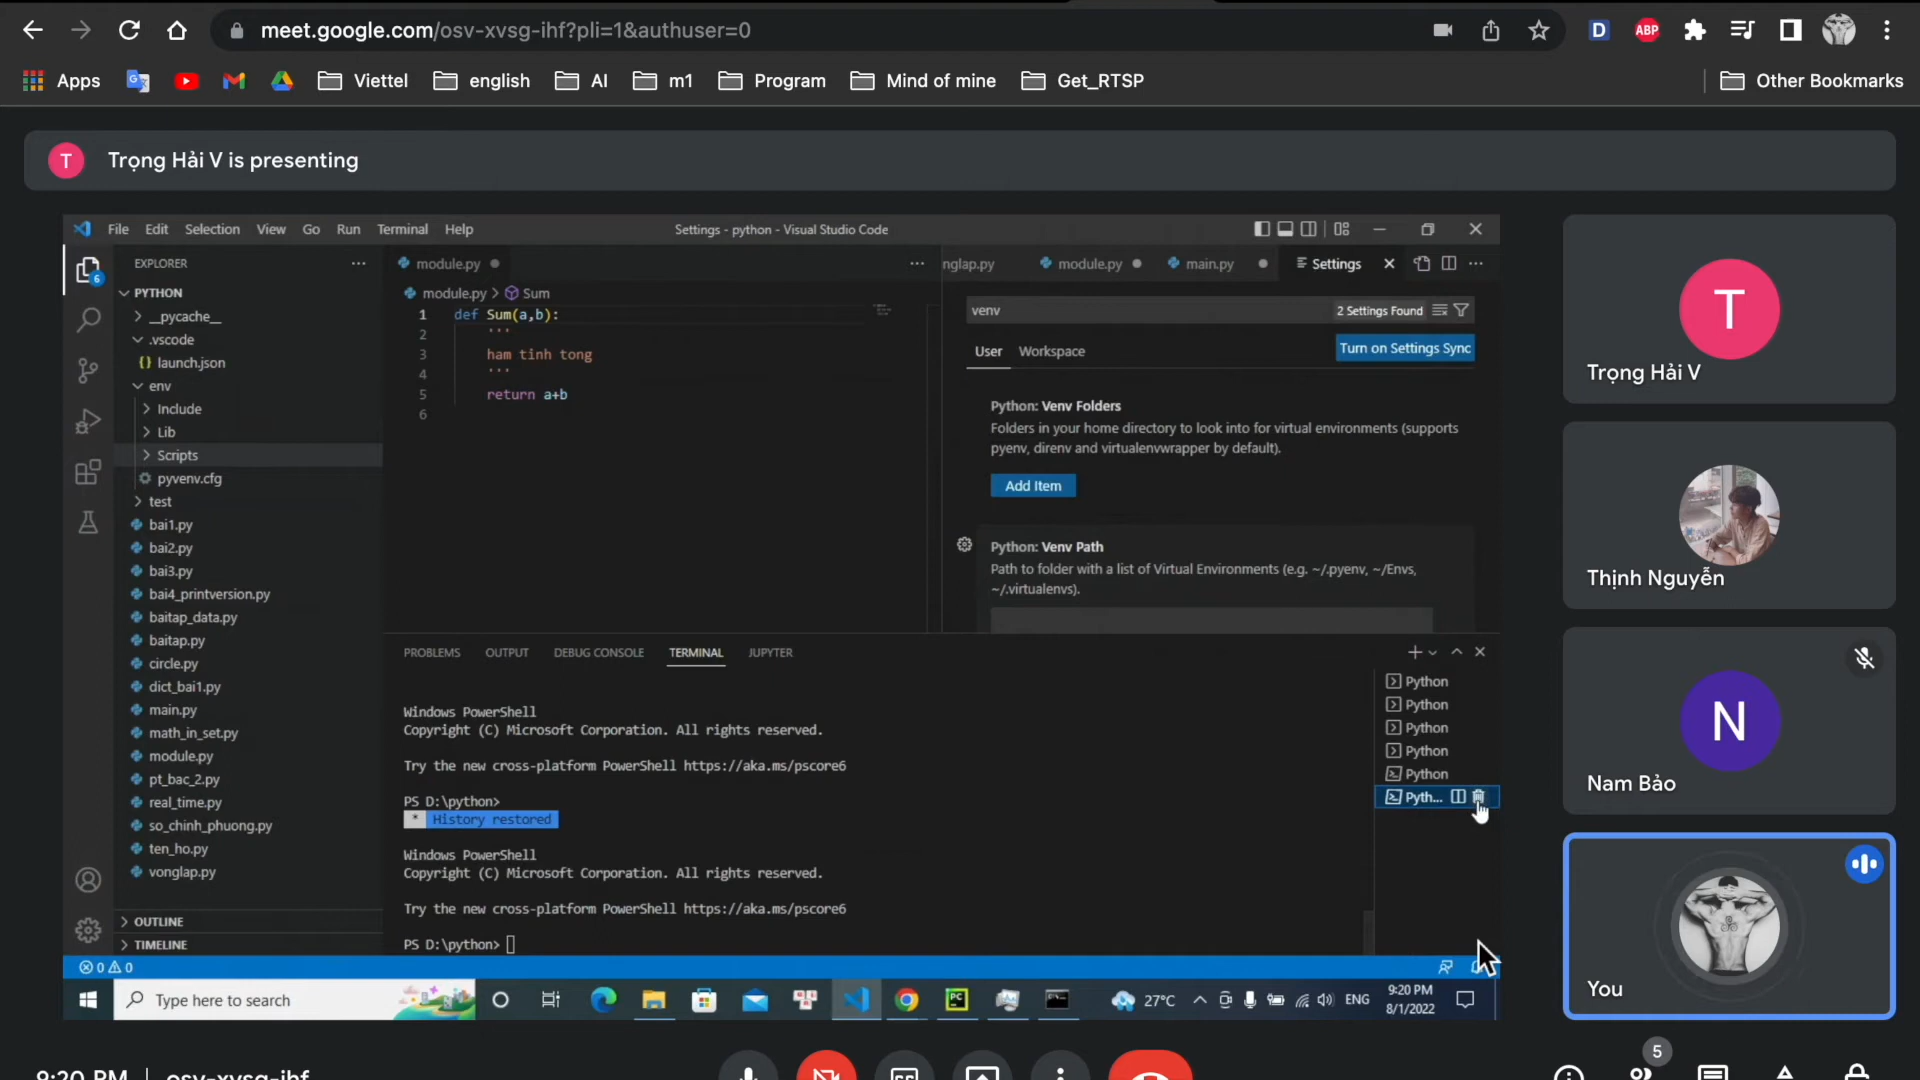 meet.google.com/osv-xvsg-ihf?pli=1&authuser=0
D
ABP
Apps
Viettel
english
AI
m1
Program
Mind of mine
Get_RTSP
Other Bookmarks
T
Trọng Hải V is presenting
File Edit Selection View Go Run Terminal Help
Settings - python - Visual Studio Code
6
EXPLORER
PYTHON
__pycache__
.vscode
launch.json
env
Include
Lib
Scripts
pyvenv.cfg
test
bai1.py
bai2.py
bai3.py
bai4_printversion.py
baitap_data.py
baitap.py
circle.py
dict_bai1.py
main.py
math_in_set.py
module.py
pt_bac_2.py
real_time.py
so_chinh_phuong.py
ten_ho.py
vonglap.py
OUTLINE
TIMELINE
module.py
module.py > Sum
1 def Sum(a,b):
2 '''
3 ham tinh tong
4 '''
5 return a+b
6
nglap.py
module.py
main.py
Settings
venv
2 Settings Found
User
Workspace
Turn on Settings Sync
Python: Venv Folders
Folders in your home directory to look into for virtual environments (supports
pyenv, direnv and virtualenvwrapper by default).
Add Item
Python: Venv Path
Path to folder with a list of Virtual Environments (e.g. ~/.pyenv, ~/Envs,
~/.virtualenvs).
PROBLEMS OUTPUT DEBUG CONSOLE TERMINAL JUPYTER
Windows PowerShell
Copyright (C) Microsoft Corporation. All rights reserved.
Try the new cross-platform PowerShell https://aka.ms/pscore6
PS D:\python>
* History restored
Windows PowerShell
Copyright (C) Microsoft Corporation. All rights reserved.
Try the new cross-platform PowerShell https://aka.ms/pscore6
PS D:\python>
Python
Python
Python
Python
Python
Pyth...
0 0
Type here to search
PC
27°C
ENG
9:20 PM
8/1/2022
T
Trọng Hải V
Thịnh Nguyễn
N
Nam Bảo
You
9:20 PM | osv-xvsg-ihf
5